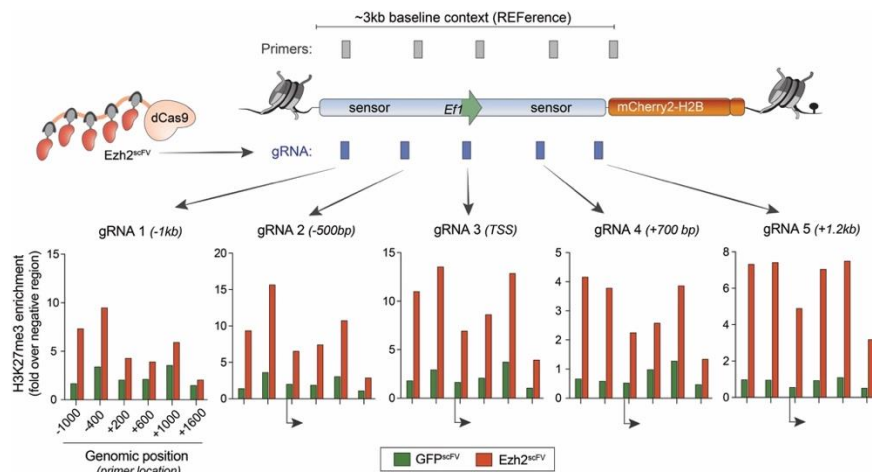 ~3kb baseline context (REFerence)
Primers:
dCas9
Ezh2scFV
sensor
Ef1
sensor
mCherry2-H2B
gRNA:
gRNA 1 (-1kb)
gRNA 2 (-500bp)
gRNA 3 (TSS)
gRNA 4 (+700 bp)
gRNA 5 (+1.2kb)
H3K27me3 enrichment
(fold over negative region)
15
10
5
0
20
15
10
5
0
15
10
5
0
5
4
3
2
1
0
8
6
4
2
0
-1000
-400
+200
+600
+1000
+1600
Genomic position
(primer location)
GFPscFV
Ezh2scFV